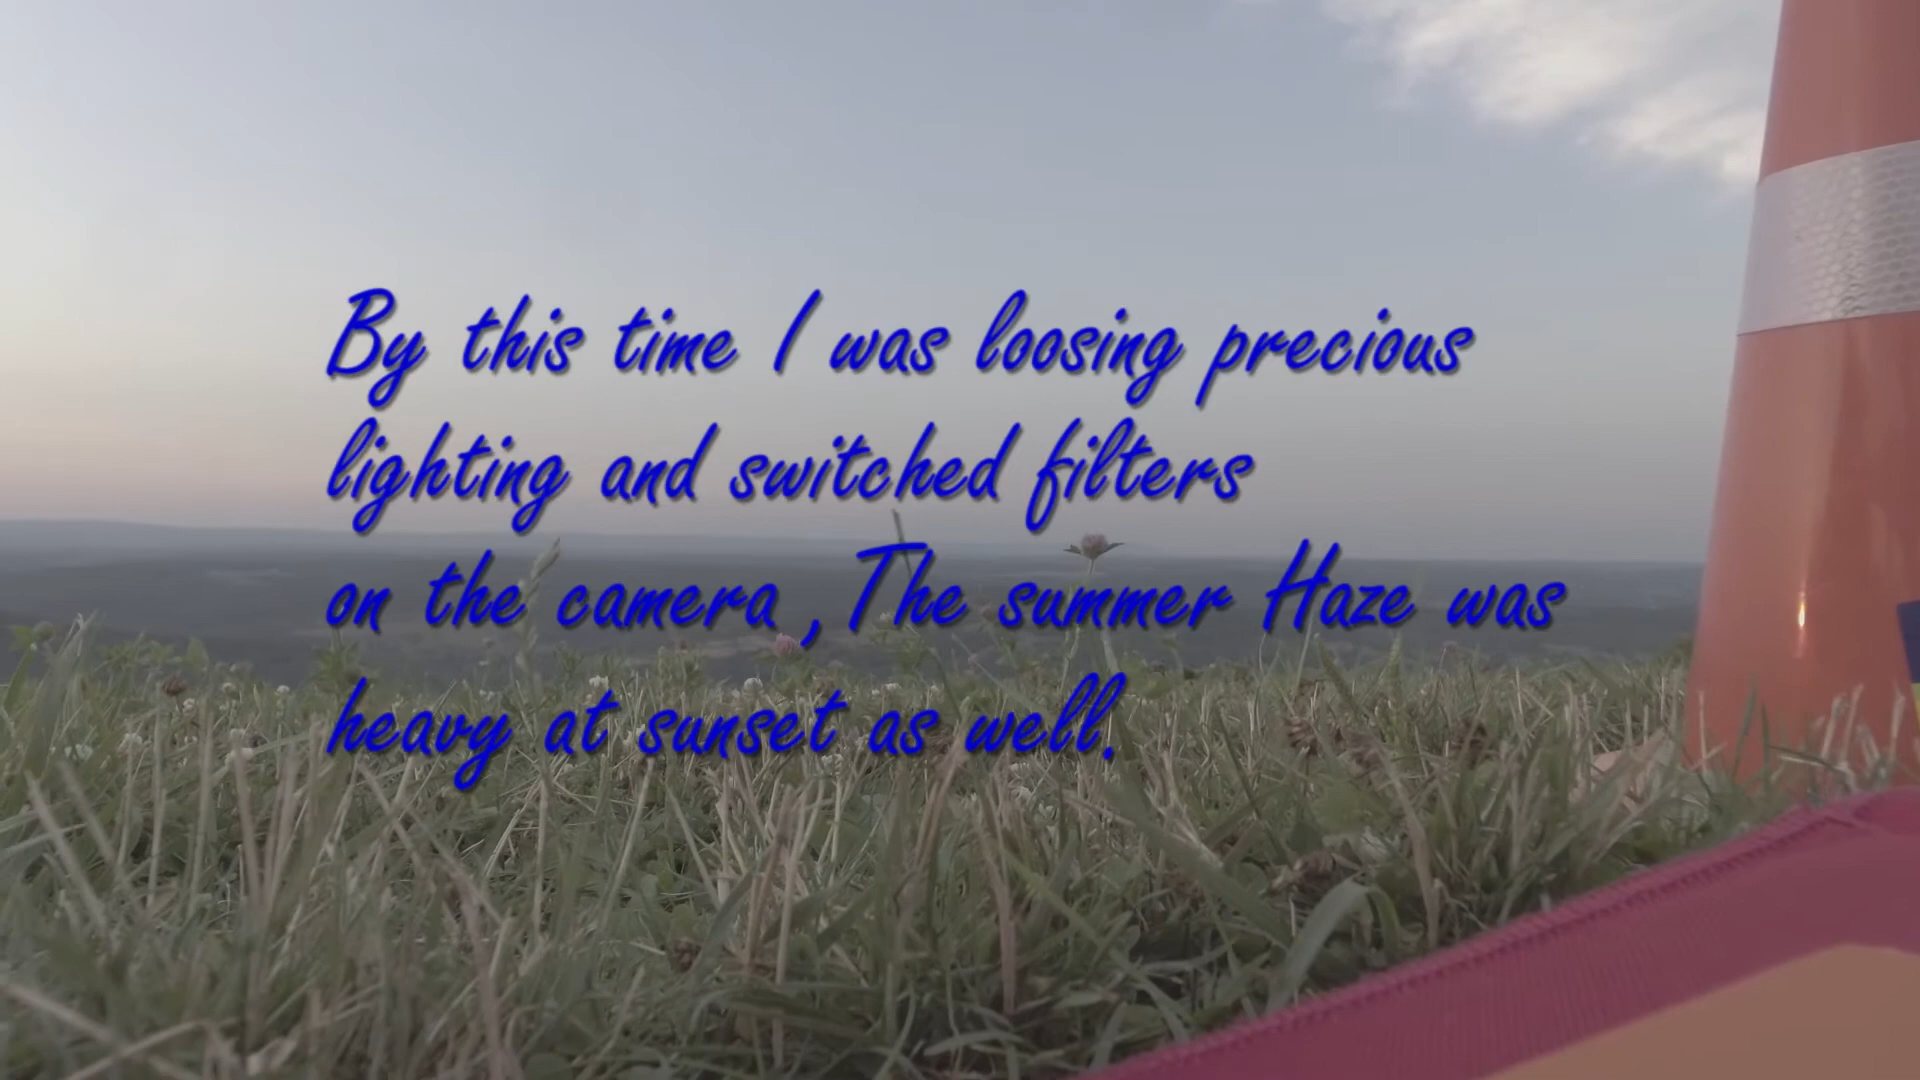 By this time I was loosing precious
lighting and switched filters
on the camera ,The summer Haze was
heavy at sunset as well.